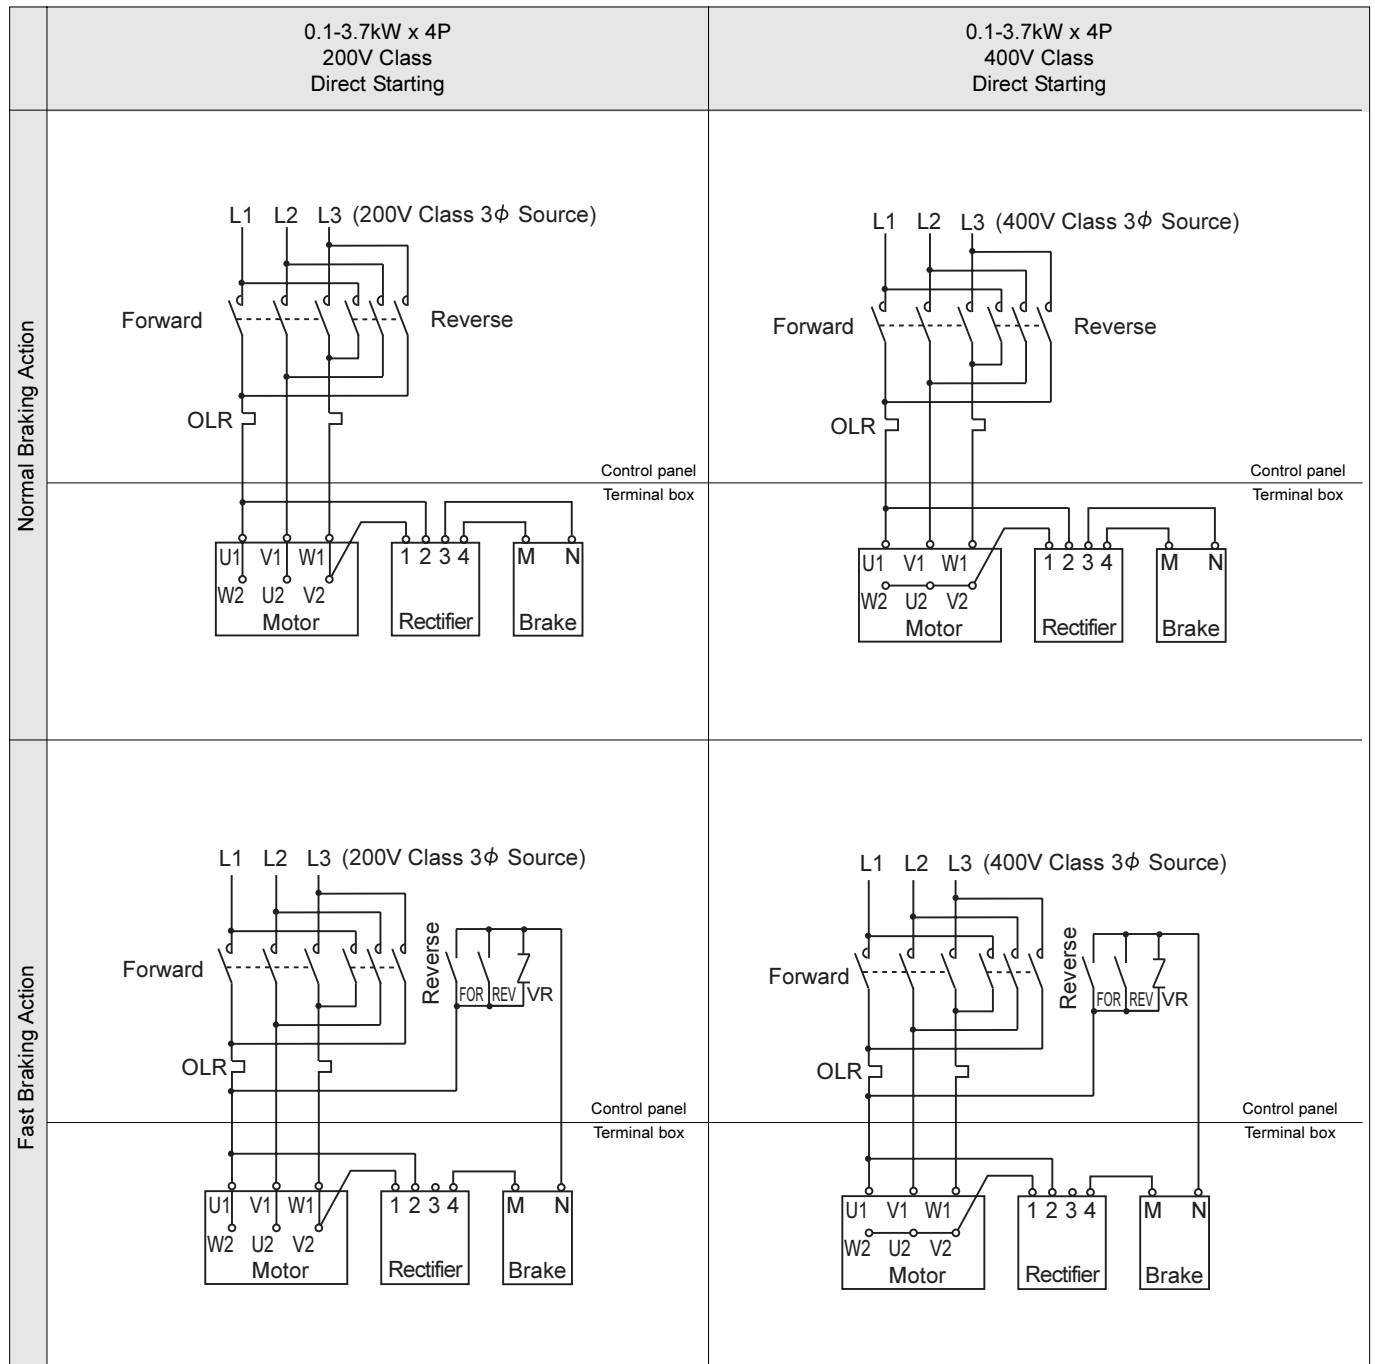 0.1-3.7kW x 4P
200V Class
Direct Starting
0.1-3.7kW x 4P
400V Class
Direct Starting
Normal Braking Action
L1 L2 L3 (200V Class 3ϕ Source)
Forward
Reverse
OLR
Control panel
Terminal box
U1 V1 W1
W2 U2 V2
Motor
1 2 3 4
Rectifier
M N
Brake
L1 L2 L3 (400V Class 3ϕ Source)
Forward
Reverse
OLR
Control panel
Terminal box
U1 V1 W1
W2 U2 V2
Motor
1 2 3 4
Rectifier
M N
Brake
Fast Braking Action
L1 L2 L3 (200V Class 3ϕ Source)
Forward
Reverse
FOR REV VR
OLR
Control panel
Terminal box
U1 V1 W1
W2 U2 V2
Motor
1 2 3 4
Rectifier
M N
Brake
L1 L2 L3 (400V Class 3ϕ Source)
Forward
Reverse
FOR REV VR
OLR
Control panel
Terminal box
U1 V1 W1
W2 U2 V2
Motor
1 2 3 4
Rectifier
M N
Brake